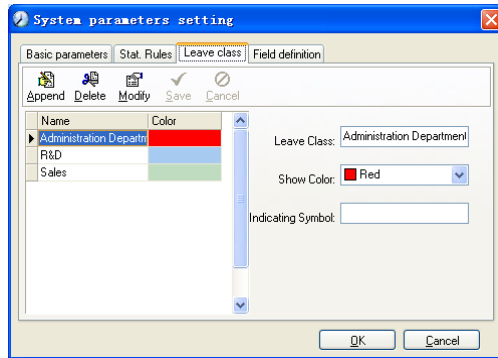 System parameters setting
Basic parameters Stat. Rules Leave class Field definition
Append Delete Modify Save Cancel
Name Color
Administration Departm
R&D
Sales
Leave Class: Administration Department
Show Color: Red
Indicating Symbol:
OK Cancel